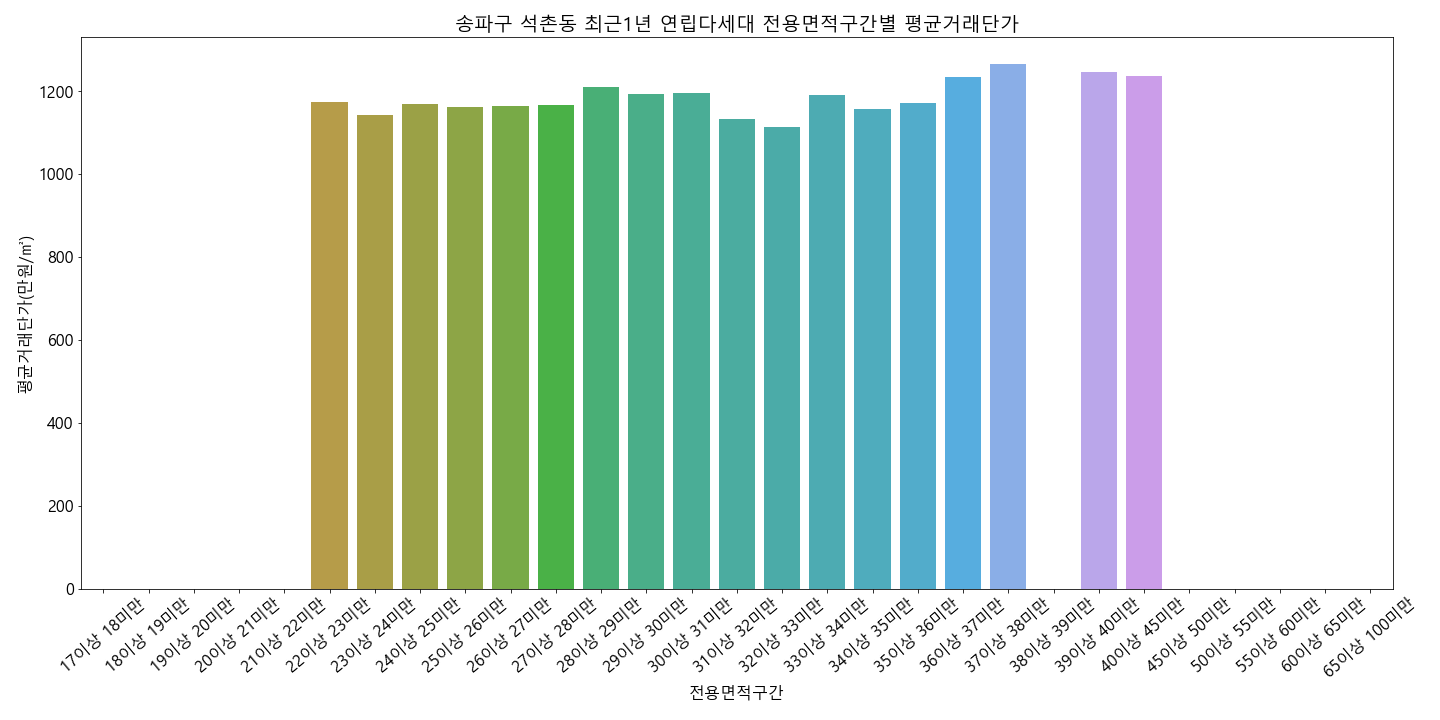 송파구 석촌동 최근1년 연립다세대 전용면적구간별 평균거래단가
평균거래단가(만원/㎡)
1200
1000
800
600
400
200
0
17이상 18미만
18이상 19미만
19이상 20미만
20이상 21미만
21이상 22미만
22이상 23미만
23이상 24미만
24이상 25미만
25이상 26미만
26이상 27미만
27이상 28미만
28이상 29미만
29이상 30미만
30이상 31미만
31이상 32미만
32이상 33미만
33이상 34미만
34이상 35미만
35이상 36미만
36이상 37미만
37이상 38미만
38이상 39미만
39이상 40미만
40이상 45미만
45이상 50미만
50이상 55미만
55이상 60미만
60이상 65미만
65이상 100미만
전용면적구간